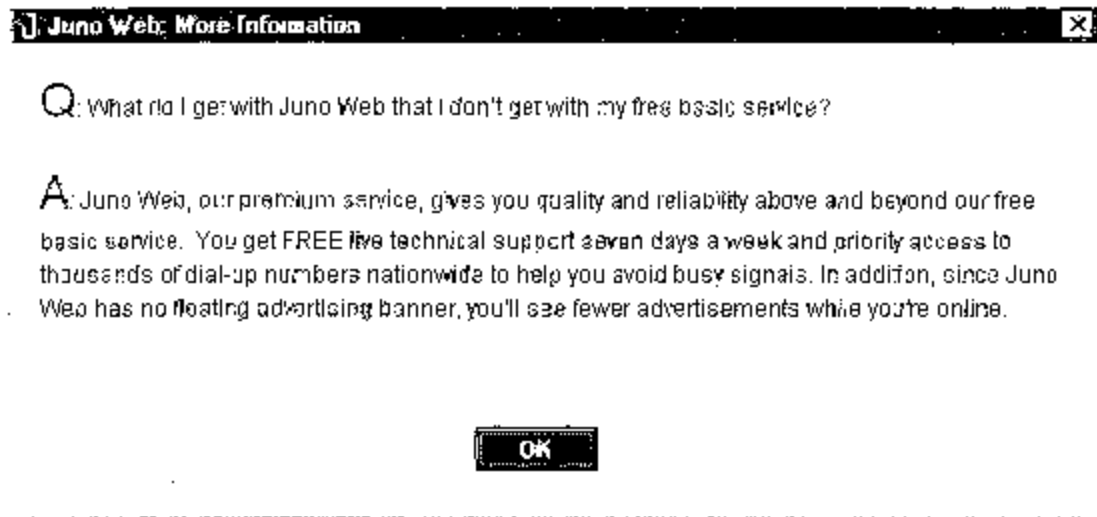 Juno Web: More Information
Q: What do I get with Juno Web that I don't get with my free basic service?
A: Juno Web, our premium service, gives you quality and reliability above and beyond our free
basic service. You get FREE live technical support seven days a week and priority access to
thousands of dial-up numbers nationwide to help you avoid busy signals. In addition, since Juno
Web has no floating advertising banner, you'll see fewer advertisements while you're online.
OK